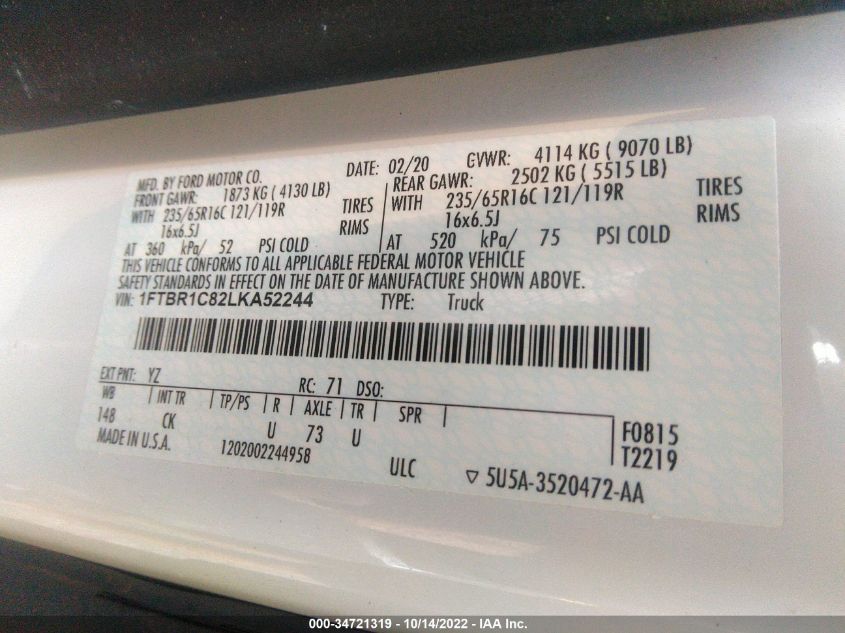 MFD. BY FORD MOTOR CO. DATE: 02/20 GVWR: 4114 KG ( 9070 LB)
FRONT GAWR: 1873 KG ( 4130 LB) REAR GAWR: 2502 KG ( 5515 LB)
WITH 235/65R16C 121/119R TIRES WITH 235/65R16C 121/119R TIRES
16x6.5J RIMS 16x6.5J RIMS
AT 360 kPa/ 52 PSI COLD AT 520 kPa/ 75 PSI COLD
THIS VEHICLE CONFORMS TO ALL APPLICABLE FEDERAL MOTOR VEHICLE
SAFETY STANDARDS IN EFFECT ON THE DATE OF MANUFACTURE SHOWN ABOVE.
VIN: 1FTBR1C82LKA52244 TYPE: Truck
EXT PNT: YZ RC: 71 DSO:
WB INT TR TP/PS R AXLE TR SPR
148 CK U 73 U F0815
MADE IN U.S.A. 1202002244958 T2219
ULC ▽ 5U5A-3520472-AA
000-34721319 - 10/14/2022 - IAA Inc.